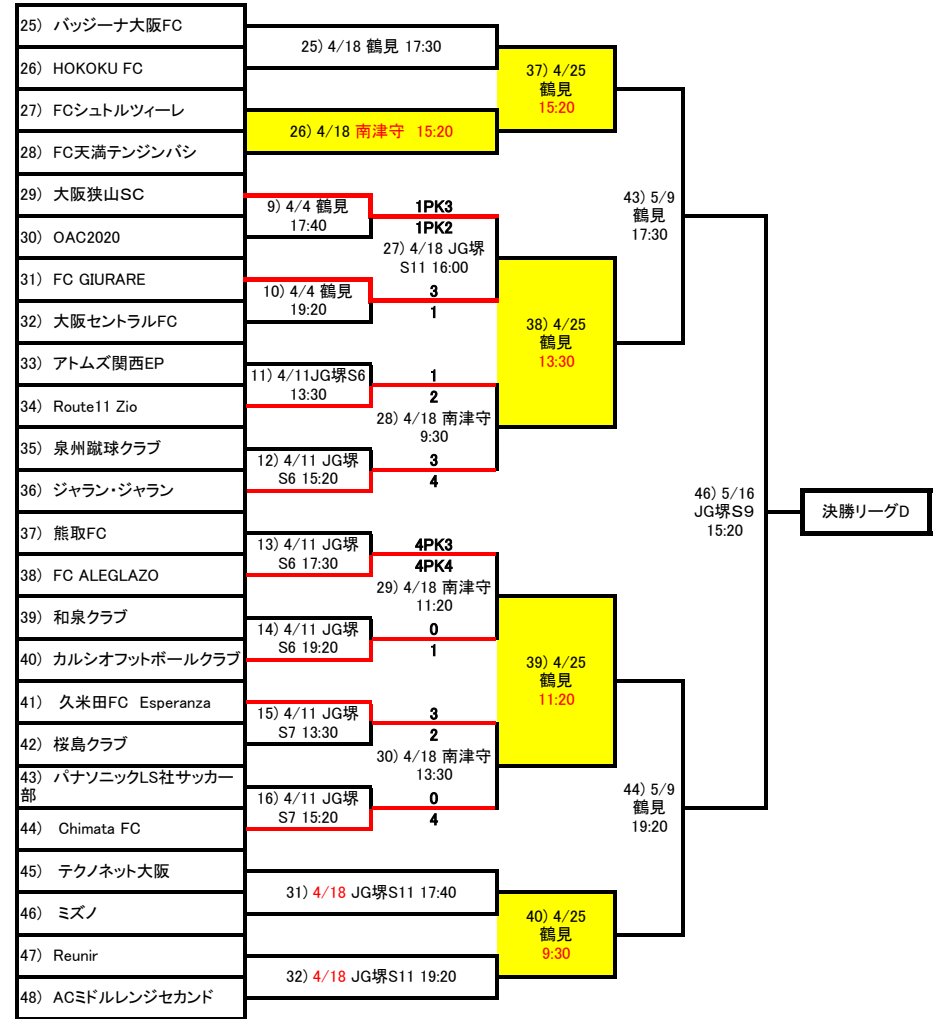 25） バッジーナ大阪FC
26） HOKOKU FC
27） FCシュトルツィーレ
28） FC天満テンジンバシ
29） 大阪狭山SC
30） OAC2020
31） FC GIURARE
32） 大阪セントラルFC
33） アトムズ関西EP
34） Route11 Zio
35） 泉州蹴球クラブ
36） ジャラン・ジャラン
37） 熊取FC
38） FC ALEGLAZO
39） 和泉クラブ
40） カルシオフットボールクラブ
41） 久米田FC Esperanza
42） 桜島クラブ
43） パナソニックLS社サッカー
部
44） Chimata FC
45） テクノネット大阪
46） ミズノ
47） Reunir
48） ACミドルレンジセカンド
25) 4/18 鶴見 17:30
26) 4/18 南津守 15:20
9) 4/4 鶴見
17:40
10) 4/4 鶴見
19:20
11) 4/11JG堺S6
13:30
12) 4/11 JG堺
S6 15:20
13) 4/11 JG堺
S6 17:30
14) 4/11 JG堺
S6 19:20
15) 4/11 JG堺
S7 13:30
16) 4/11 JG堺
S7 15:20
31) 4/18 JG堺S11 17:40
32) 4/18 JG堺S11 19:20
1PK3
1PK2
27) 4/18 JG堺
S11 16:00
3
1
1
2
28) 4/18 南津守
9:30
3
4
4PK3
4PK4
29) 4/18 南津守
11:20
0
1
3
2
30) 4/18 南津守
13:30
0
4
37) 4/25
鶴見
15:20
38) 4/25
鶴見
13:30
39) 4/25
鶴見
11:20
40) 4/25
鶴見
9:30
43) 5/9
鶴見
17:30
44) 5/9
鶴見
19:20
46) 5/16
JG堺S９
15:20
決勝リーグD